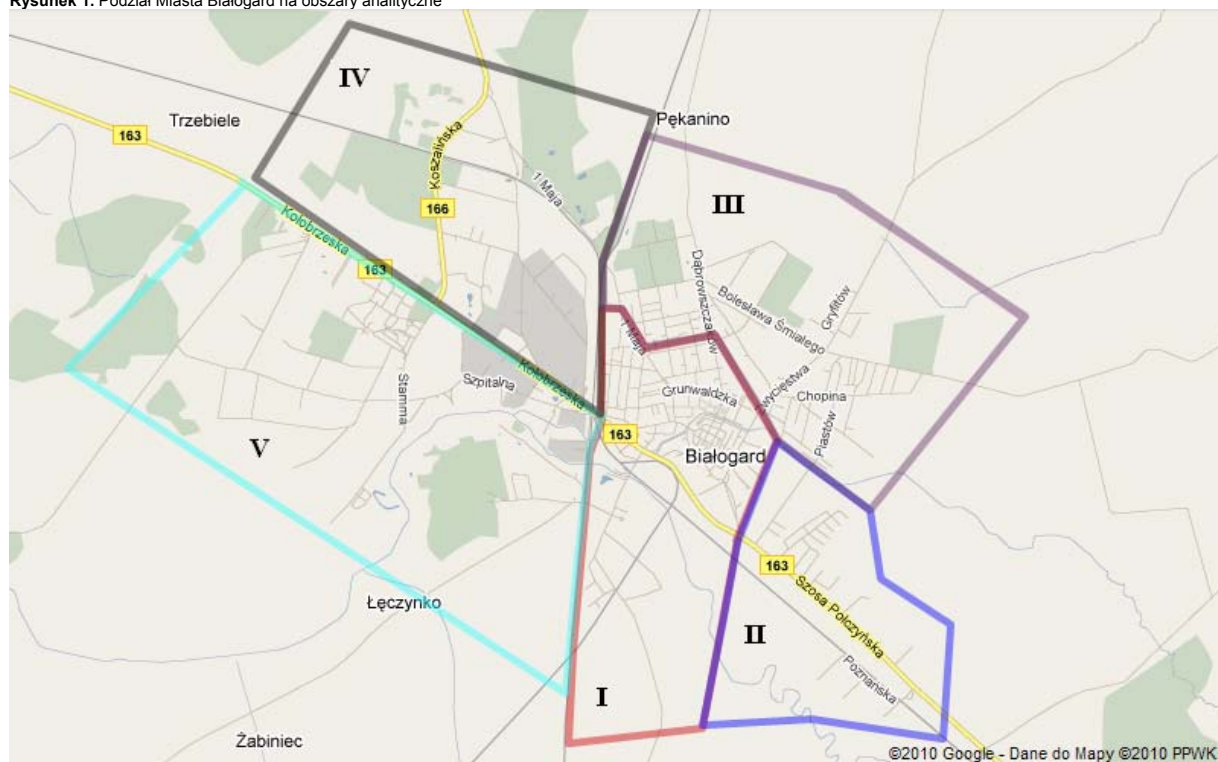 Rysunek 1. Podział Miasta Białogard na obszary analityczne
IV
Pękanino
Trzebiele
163
Koszalińska
1 Maja
III
166
Kołobrzeska
163
Dąbrowszczaków
Bolesława Śmiałego
Gryfitów
1 Maja
Kołobrzeska
Szpitalna
Stamma
Grunwaldzka
Zwycięstwa
Chopina
Piastów
163
V
Białogard
163
Szosa Połczyńska
Łęczynko
II
Poznańska
I
Żabiniec
©2010 Google - Dane do Mapy ©2010 PPWK